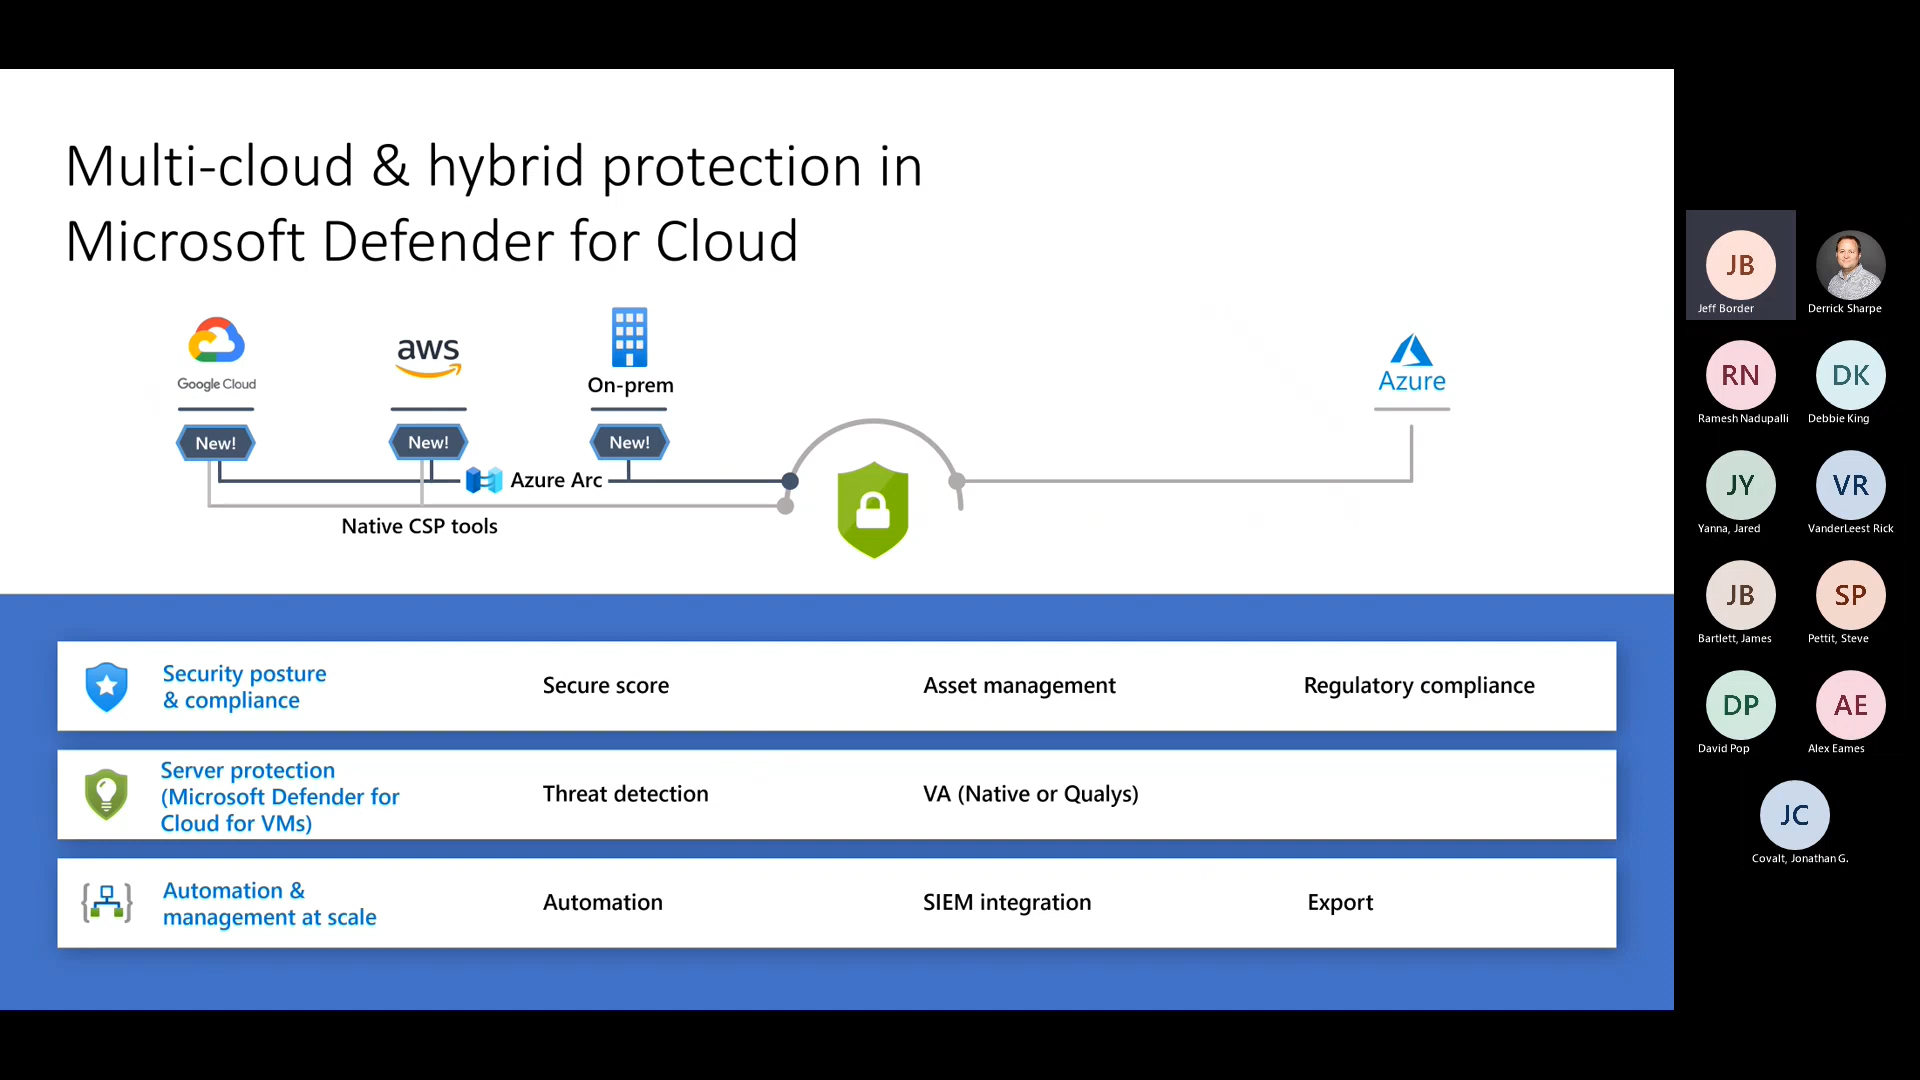 Multi-cloud & hybrid protection in
Microsoft Defender for Cloud
Google Cloud
aws
On-prem
Azure
New!
New!
New!
Azure Arc
Native CSP tools
Security posture
& compliance
Secure score
Asset management
Regulatory compliance
Server protection
(Microsoft Defender for
Cloud for VMs)
Threat detection
VA (Native or Qualys)
Automation &
management at scale
Automation
SIEM integration
Export
JB
Jeff Border
Derrick Sharpe
RN
Ramesh Nadupalli
DK
Debbie King
JY
Yanna, Jared
VR
VanderLeest Rick
JB
Bartlett, James
SP
Pettit, Steve
DP
David Pop
AE
Alex Eames
JC
Covalt, Jonathan G.